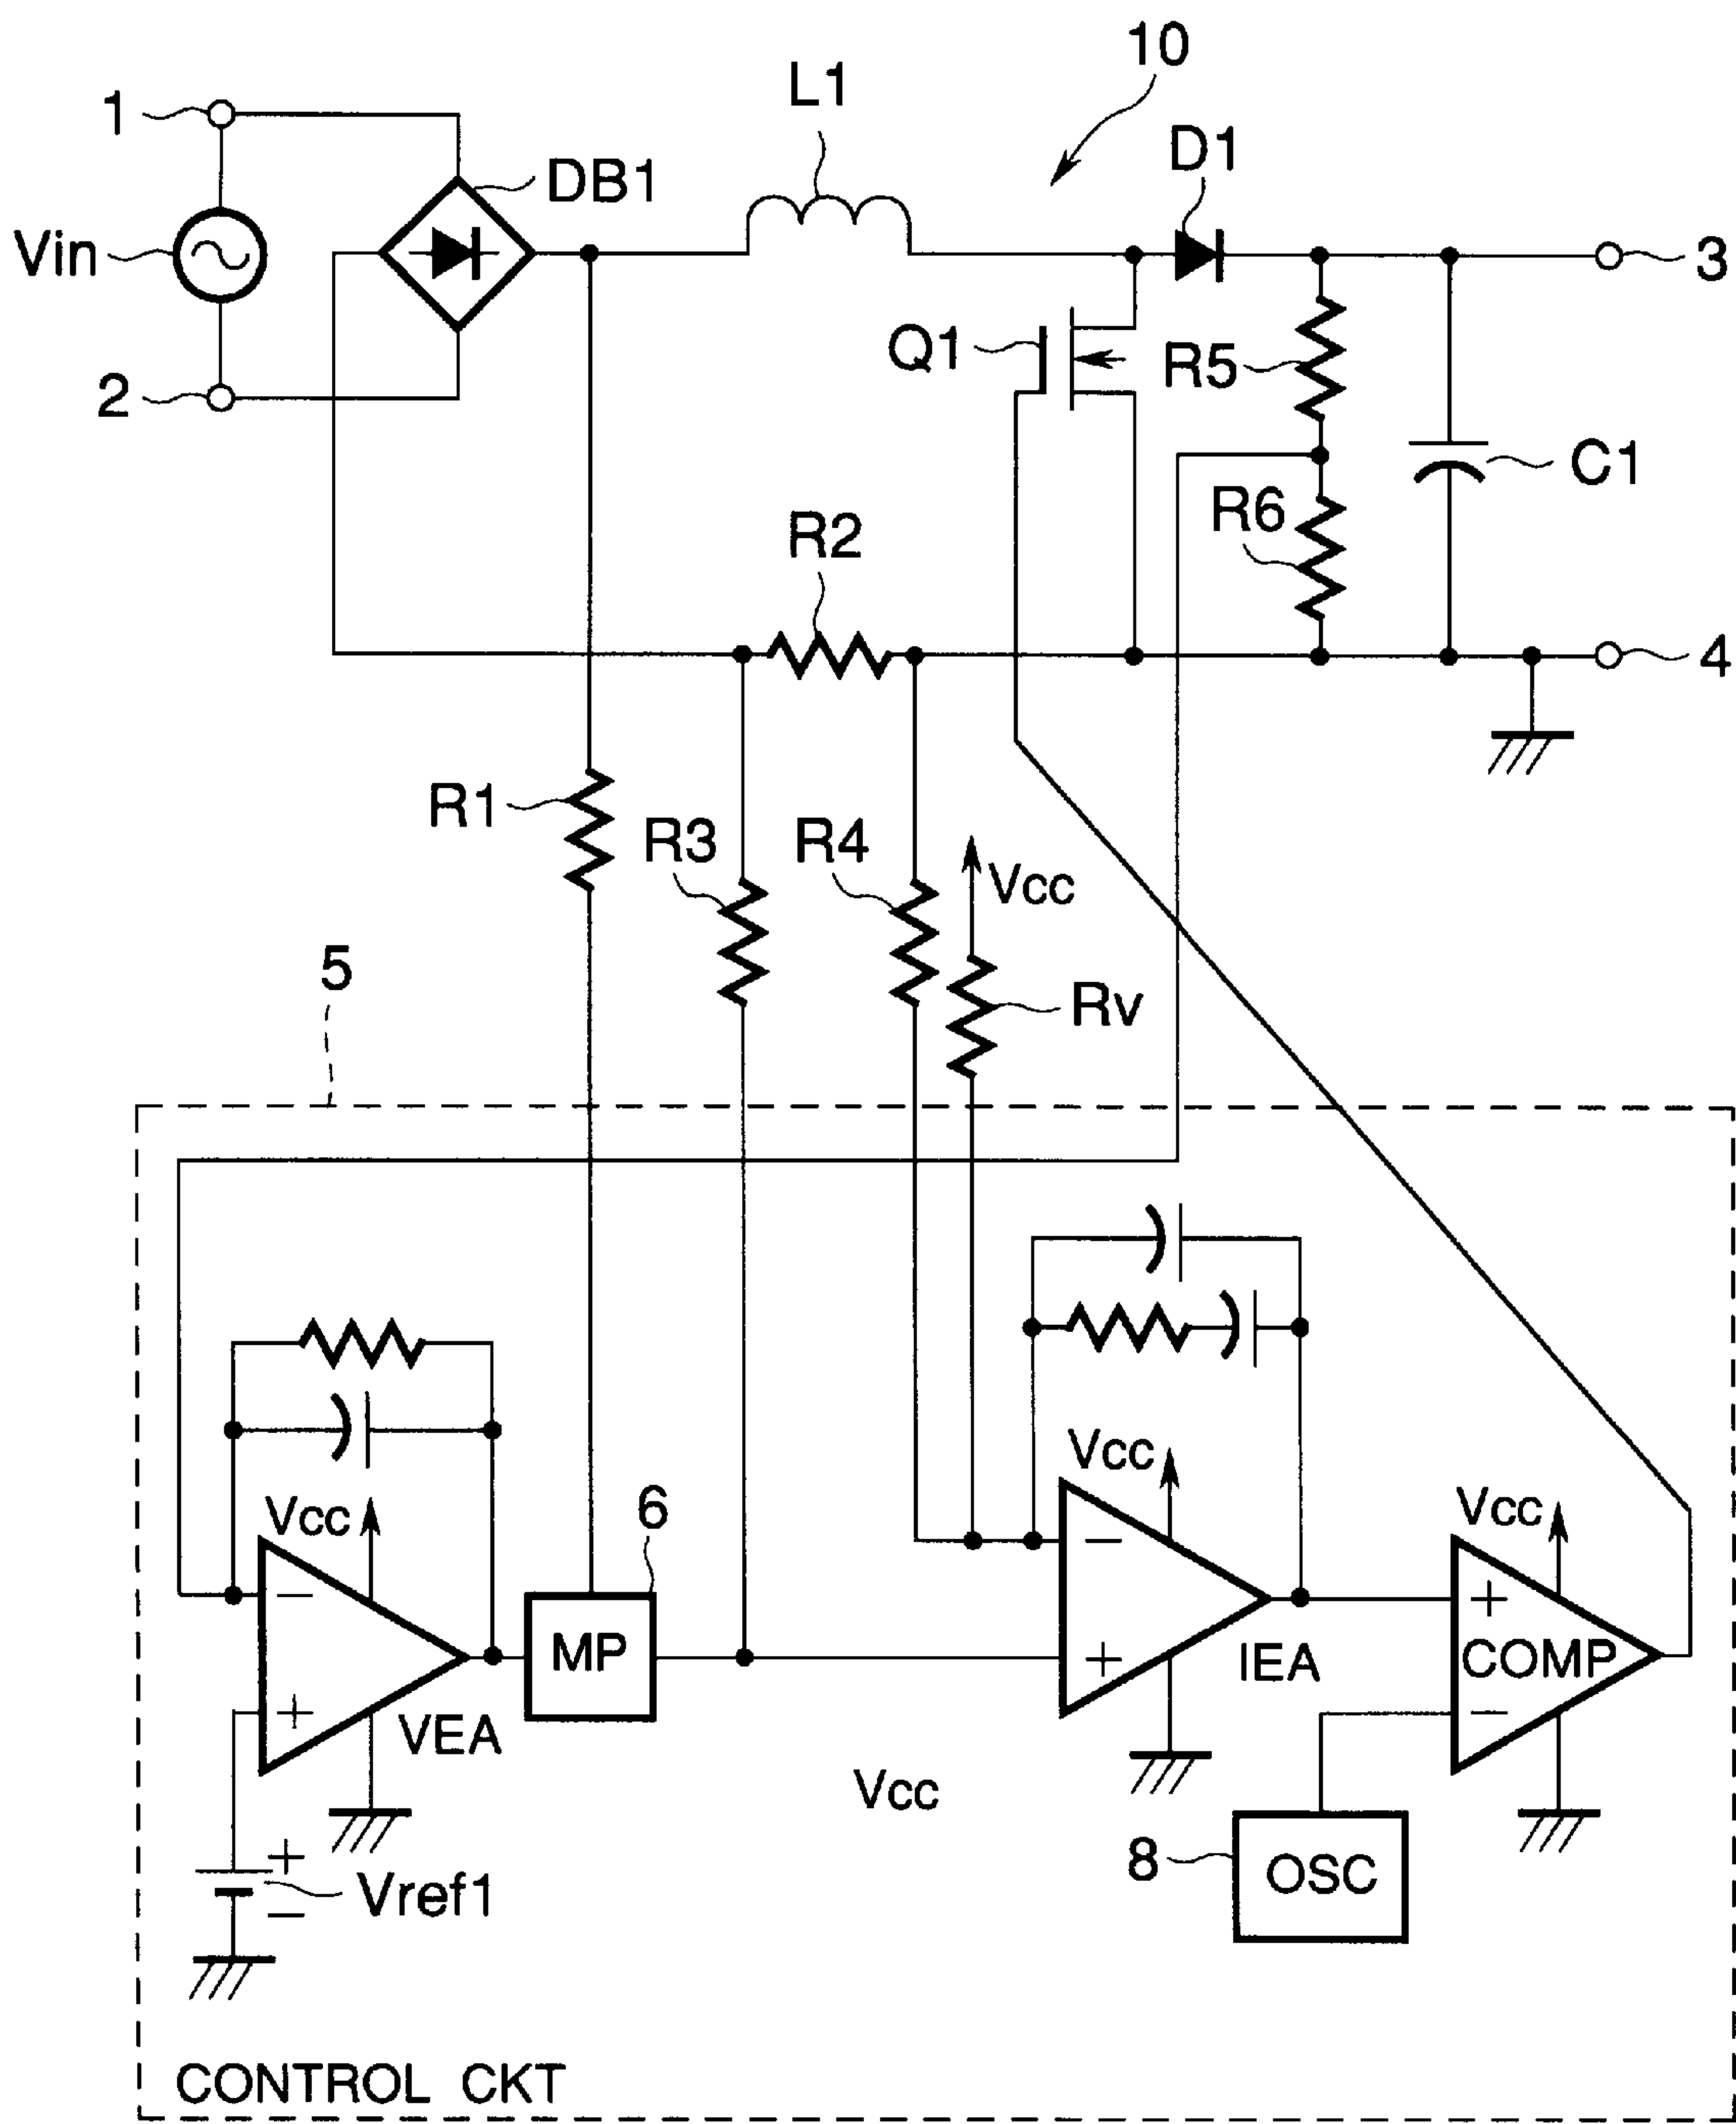 10
L1
1
D1
DB1
Vin
3
Q1
R5
2
C1
R6
R2
4
R1
R3
R4
Vcc
5
Rv
Vcc
Vcc
Vcc
6
−
−
+
MP
+
IEA
COMP
+
VEA
−
Vcc
8
OSC
+
Vref1
−
CONTROL CKT